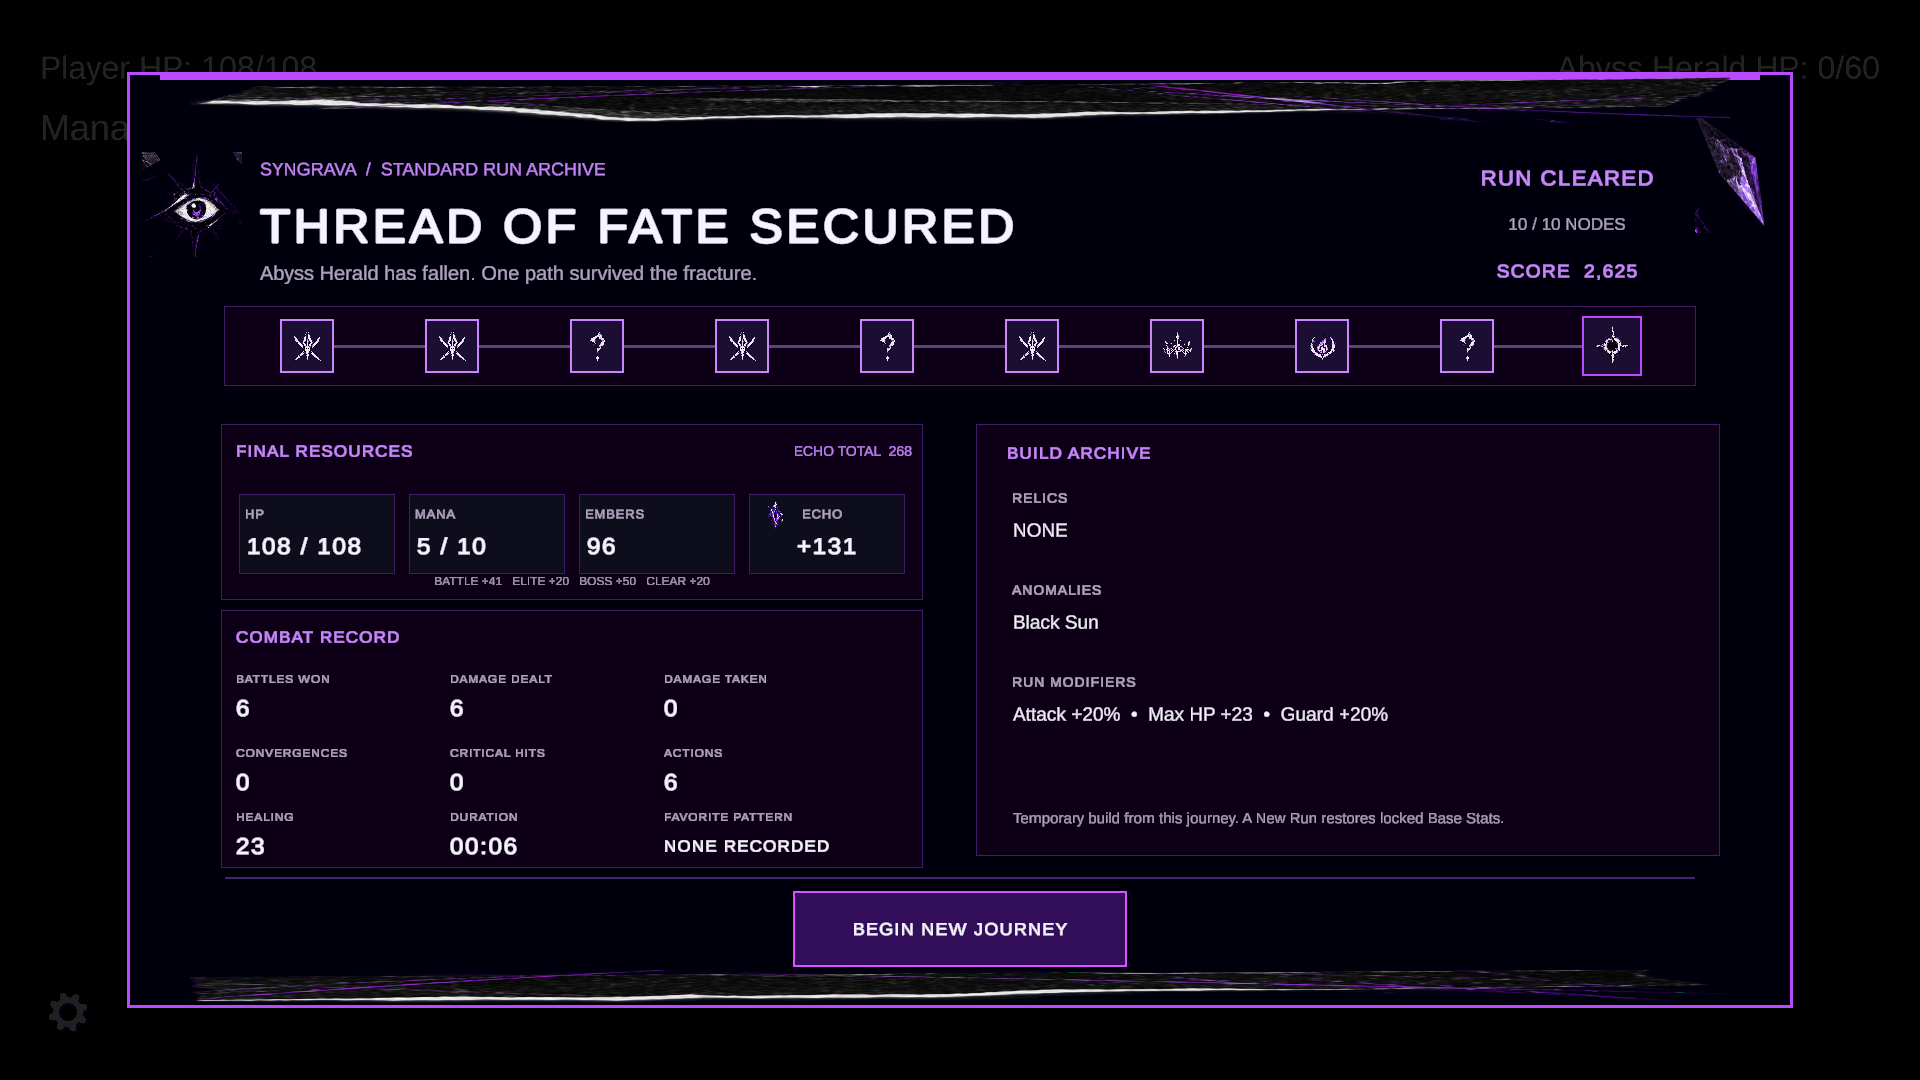 Player HP: 108/108
Abyss Herald HP: 0/60
Mana
SYNGRAVA / STANDARD RUN ARCHIVE
THREAD OF FATE SECURED
Abyss Herald has fallen. One path survived the fracture.
RUN CLEARED
10 / 10 NODES
SCORE 2,625
? ? ?
FINAL RESOURCES
ECHO TOTAL 268
HP
108 / 108
MANA
5 / 10
EMBERS
96
ECHO
+131
BATTLE +41 ELITE +20 BOSS +50 CLEAR +20
COMBAT RECORD
BATTLES WON
6
DAMAGE DEALT
6
DAMAGE TAKEN
0
CONVERGENCES
0
CRITICAL HITS
0
ACTIONS
6
HEALING
23
DURATION
00:06
FAVORITE PATTERN
NONE RECORDED
BUILD ARCHIVE
RELICS
NONE
ANOMALIES
Black Sun
RUN MODIFIERS
Attack +20% • Max HP +23 • Guard +20%
Temporary build from this journey. A New Run restores locked Base Stats.
BEGIN NEW JOURNEY